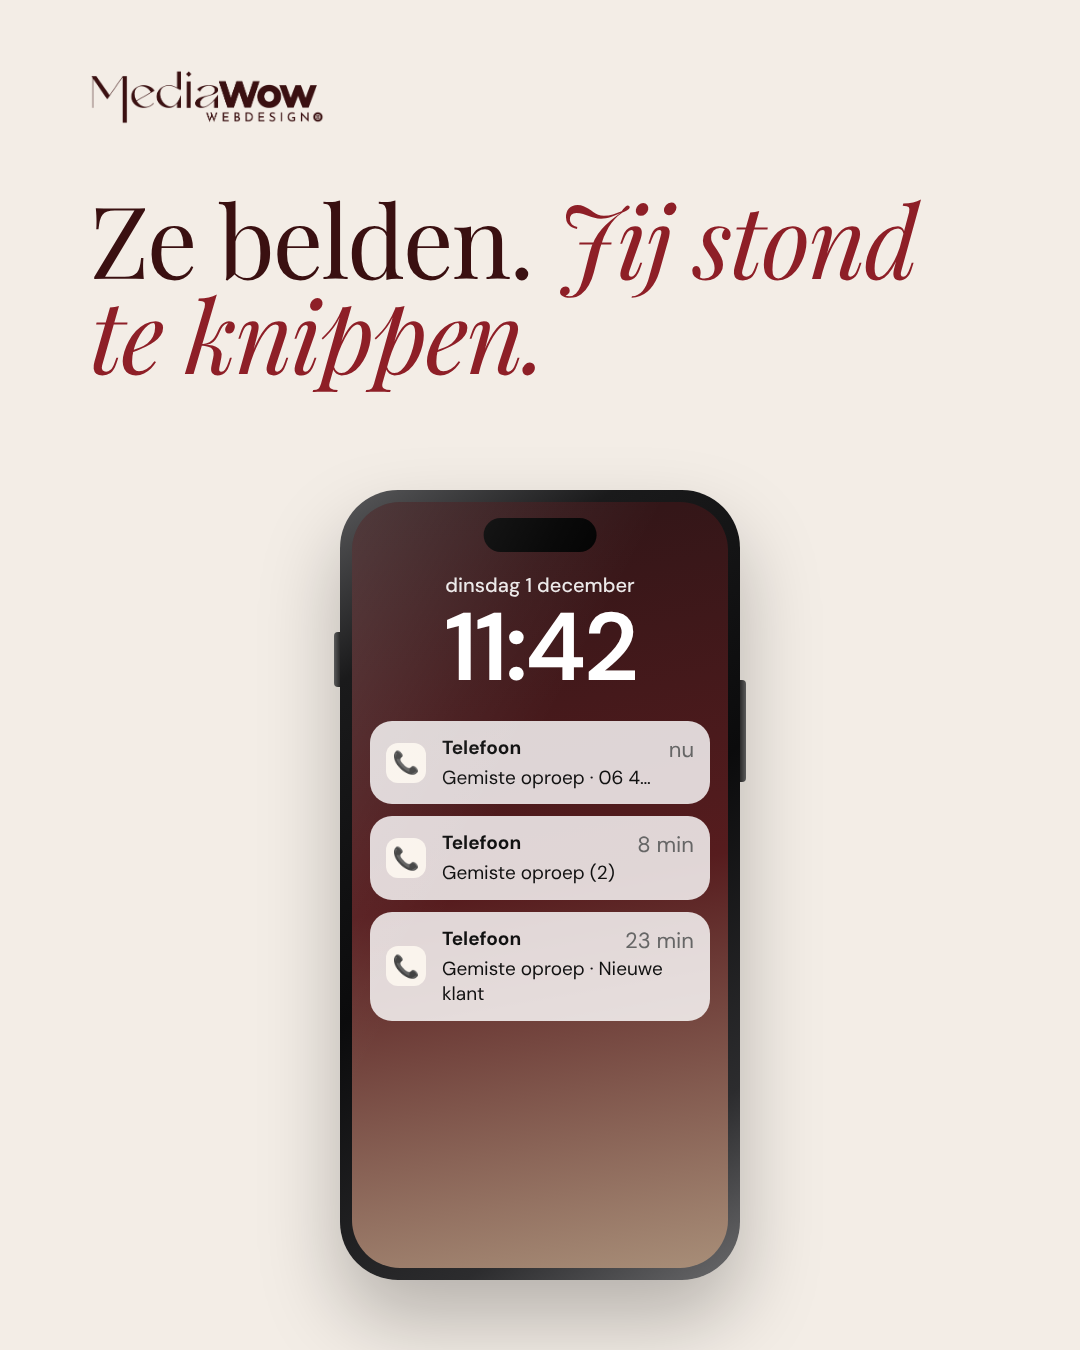 MediaWow
WEBDESIGN
Ze belden. Jij stond
te knippen.
dinsdag 1 december
11:42
Telefoon
nu
Gemiste oproep · 06 4...
Telefoon
8 min
Gemiste oproep (2)
Telefoon
23 min
Gemiste oproep · Nieuwe
klant